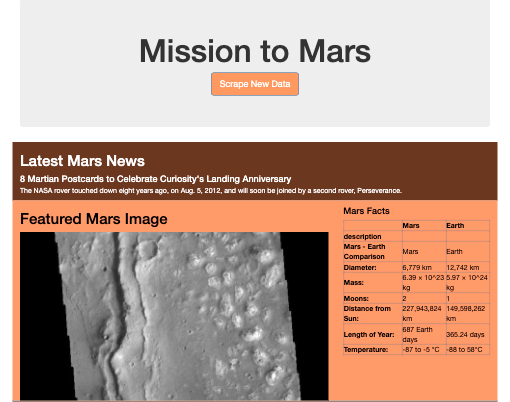 Mission to Mars
Scrape New Data
Latest Mars News
8 Martian Postcards to Celebrate Curiosity's Landing Anniversary
The NASA rover touched down eight years ago, on Aug. 5, 2012, and will soon be joined by a second rover, Perseverance.
Featured Mars Image
Mars Facts
Mars Earth
description
Mars - Earth Comparison Mars Earth
Diameter: 6,779 km 12,742 km
Mass: 6.39 × 10^23 kg 5.97 × 10^24 kg
Moons: 2 1
Distance from Sun: 227,943,824 km 149,598,262 km
Length of Year: 687 Earth days 365.24 days
Temperature: -87 to -5 °C -88 to 58°C